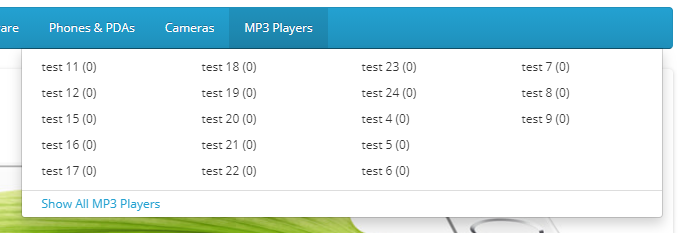 are Phones & PDAs Cameras MP3 Players
test 11 (0) test 18 (0) test 23 (0) test 7 (0)
test 12 (0) test 19 (0) test 24 (0) test 8 (0)
test 15 (0) test 20 (0) test 4 (0) test 9 (0)
test 16 (0) test 21 (0) test 5 (0)
test 17 (0) test 22 (0) test 6 (0)
Show All MP3 Players